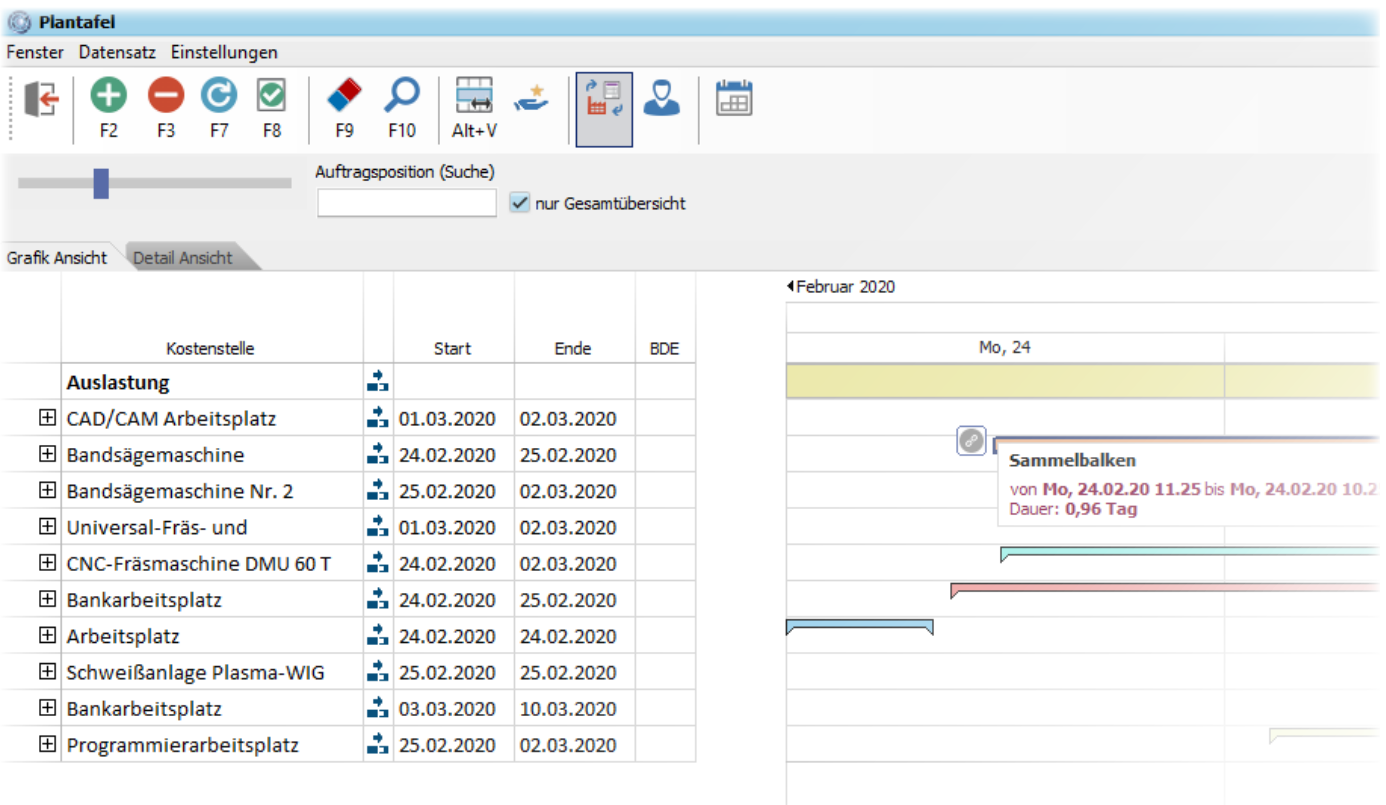 Plantafel
Fenster Datensatz Einstellungen
F2 F3 F7 F8 F9 F10 Alt+V
Auftragsposition (Suche)
nur Gesamtübersicht
Grafik Ansicht Detail Ansicht
Februar 2020
Kostenstelle Start Ende BDE Mo, 24
Auslastung
CAD/CAM Arbeitsplatz 01.03.2020 02.03.2020
Bandsägemaschine 24.02.2020 25.02.2020
Bandsägemaschine Nr. 2 25.02.2020 02.03.2020
Universal-Fräs- und 01.03.2020 02.03.2020
CNC-Fräsmaschine DMU 60 T 24.02.2020 02.03.2020
Bankarbeitsplatz 24.02.2020 25.02.2020
Arbeitsplatz 24.02.2020 24.02.2020
Schweißanlage Plasma-WIG 25.02.2020 25.02.2020
Bankarbeitsplatz 03.03.2020 10.03.2020
Programmierarbeitsplatz 25.02.2020 02.03.2020
Sammelbalken
von Mo, 24.02.20 11.25 bis Mo, 24.02.20 10.2
Dauer: 0,96 Tag